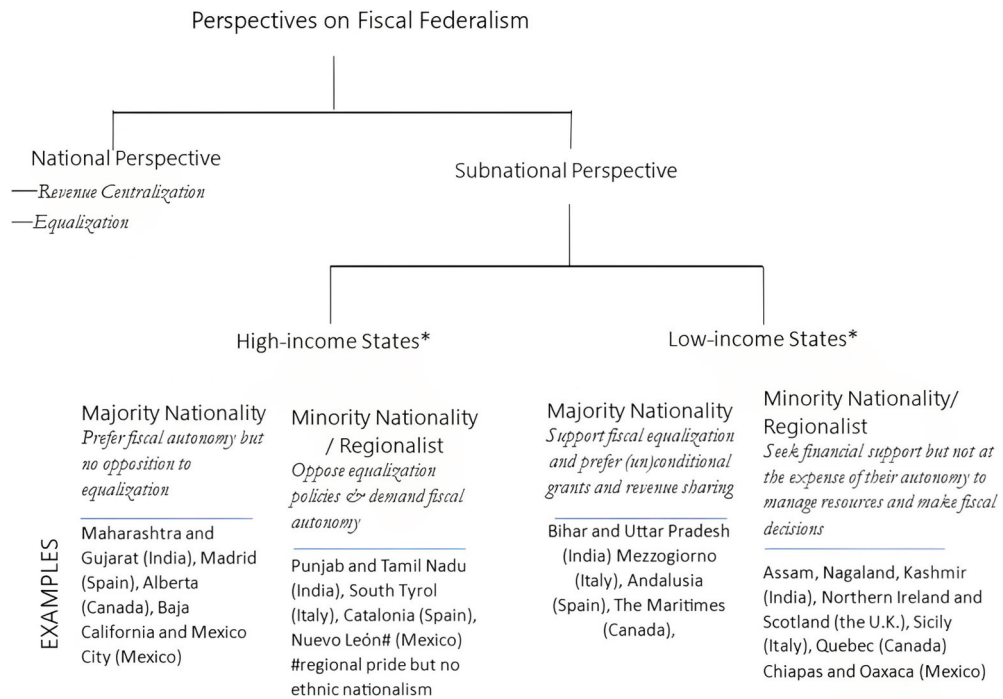 Perspectives on Fiscal Federalism
National Perspective
—Revenue Centralization
—Equalization
Subnational Perspective
High-income States*
Low-income States*
Majority Nationality
Prefer fiscal autonomy but
no opposition to
equalization
Maharashtra and
Gujarat (India), Madrid
(Spain), Alberta
(Canada), Baja
California and Mexico
City (Mexico)
Minority Nationality
/ Regionalist
Oppose equalization
policies & demand fiscal
autonomy
Punjab and Tamil Nadu
(India), South Tyrol
(Italy), Catalonia (Spain),
Nuevo León# (Mexico)
#regional pride but no
ethnic nationalism
Majority Nationality
Support fiscal equalization
and prefer (un)conditional
grants and revenue sharing
Bihar and Uttar Pradesh
(India) Mezzogiorno
(Italy), Andalusia
(Spain), The Maritimes
(Canada),
Minority Nationality/
Regionalist
Seek financial support but not at
the expense of their autonomy to
manage resources and make fiscal
decisions
Assam, Nagaland, Kashmir
(India), Northern Ireland and
Scotland (the U.K.), Sicily
(Italy), Quebec (Canada)
Chiapas and Oaxaca (Mexico)
EXAMPLES